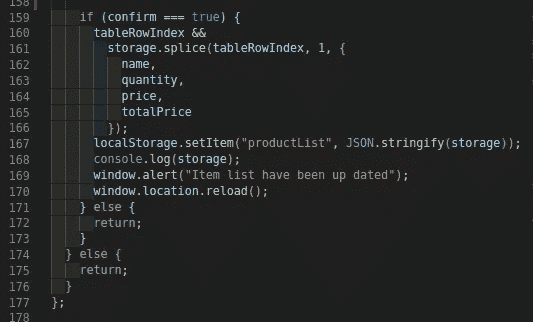 158
159 if (confirm === true) {
160 tableRowIndex &&
161 storage.splice(tableRowIndex, 1, {
162 name,
163 quantity,
164 price,
165 totalPrice
166 });
167 localStorage.setItem("productList", JSON.stringify(storage));
168 console.log(storage);
169 window.alert("Item list have been up dated");
170 window.location.reload();
171 } else {
172 return;
173 }
174 } else {
175 return;
176 }
177 };
178